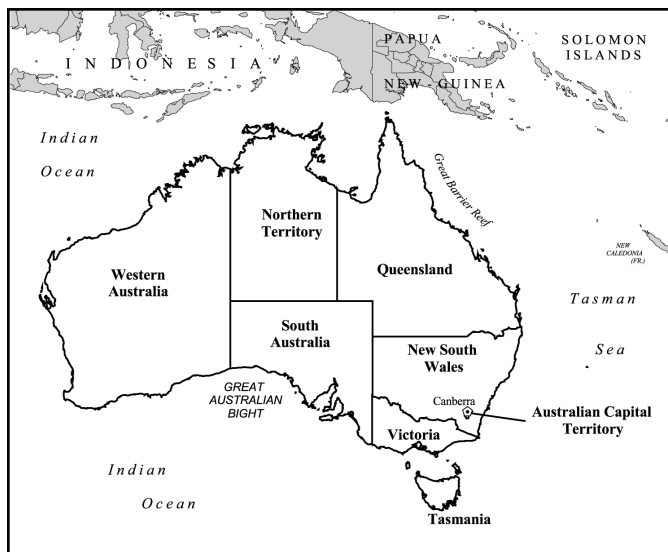 PAPUA
SOLOMON
ISLANDS
INDONESIA
NEW GUINEA
Indian
Ocean
Great Barrier Reef
Northern
Territory
NEW
CALEDONIA
(FR.)
Western
Australia
Queensland
Tasman
Sea
South
Australia
New South
Wales
GREAT
AUSTRALIAN
BIGHT
Canberra
Australian Capital
Territory
Victoria
Indian
Ocean
Tasmania